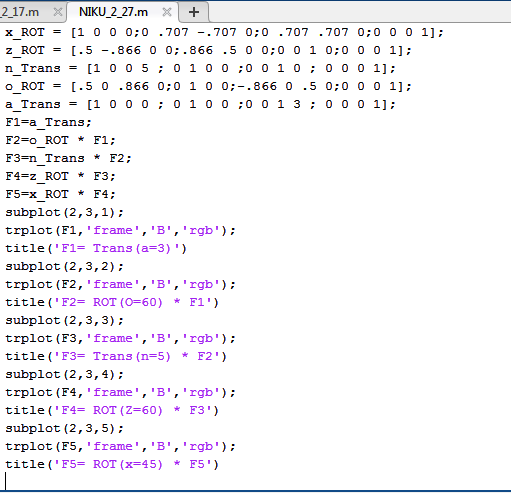 _2_17.m × NIKU_2_27.m × +
x_ROT = [1 0 0 0;0 .707 -.707 0;0 .707 .707 0;0 0 0 1];
z_ROT = [.5 -.866 0 0;.866 .5 0 0;0 0 1 0;0 0 0 1];
n_Trans = [1 0 0 5 ; 0 1 0 0 ;0 0 1 0 ; 0 0 0 1];
o_ROT = [.5 0 .866 0;0 1 0 0;-.866 0 .5 0;0 0 0 1];
a_Trans = [1 0 0 0 ; 0 1 0 0 ;0 0 1 3 ; 0 0 0 1];
F1=a_Trans;
F2=o_ROT * F1;
F3=n_Trans * F2;
F4=z_ROT * F3;
F5=x_ROT * F4;
subplot(2,3,1);
trplot(F1,'frame','B','rgb');
title('F1= Trans(a=3)')
subplot(2,3,2);
trplot(F2,'frame','B','rgb');
title('F2= ROT(O=60) * F1')
subplot(2,3,3);
trplot(F3,'frame','B','rgb');
title('F3= Trans(n=5) * F2')
subplot(2,3,4);
trplot(F4,'frame','B','rgb');
title('F4= ROT(Z=60) * F3')
subplot(2,3,5);
trplot(F5,'frame','B','rgb');
title('F5= ROT(x=45) * F5')